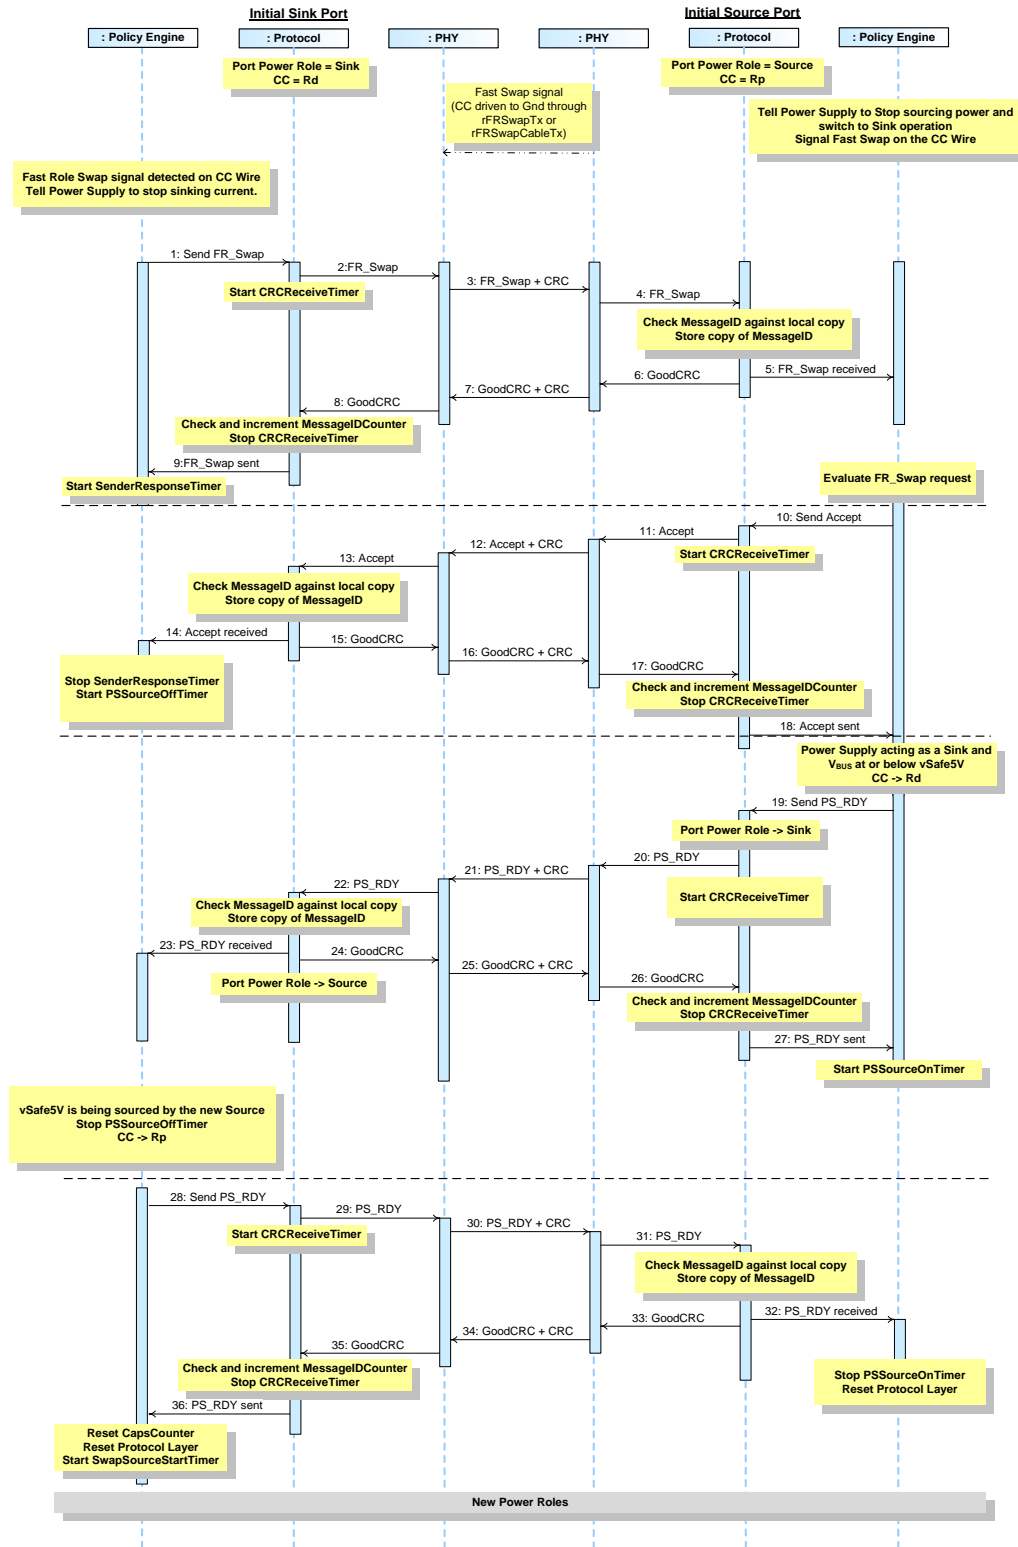 Initial Sink Port
Initial Source Port
: Policy Engine
: Protocol
: PHY
: PHY
: Protocol
: Policy Engine
Port Power Role = Sink
CC = Rd
Port Power Role = Source
CC = Rp
Fast Swap signal
(CC driven to Gnd through
rFRSwapTx or
rFRSwapCableTx)
Tell Power Supply to Stop sourcing power and
switch to Sink operation
Signal Fast Swap on the CC Wire
Fast Role Swap signal detected on CC Wire
Tell Power Supply to stop sinking current.
1: Send FR_Swap
2:FR_Swap
Start CRCReceiveTimer
3: FR_Swap + CRC
4: FR_Swap
Check MessageID against local copy
Store copy of MessageID
5: FR_Swap received
6: GoodCRC
7: GoodCRC + CRC
8: GoodCRC
Check and increment MessageIDCounter
Stop CRCReceiveTimer
9:FR_Swap sent
Start SenderResponseTimer
Evaluate FR_Swap request
10: Send Accept
11: Accept
Start CRCReceiveTimer
12: Accept + CRC
13: Accept
Check MessageID against local copy
Store copy of MessageID
14: Accept received
15: GoodCRC
16: GoodCRC + CRC
17: GoodCRC
Stop SenderResponseTimer
Start PSSourceOffTimer
Check and increment MessageIDCounter
Stop CRCReceiveTimer
18: Accept sent
Power Supply acting as a Sink and
VBUS at or below vSafe5V
CC -> Rd
19: Send PS_RDY
Port Power Role -> Sink
20: PS_RDY
21: PS_RDY + CRC
22: PS_RDY
Start CRCReceiveTimer
Check MessageID against local copy
Store copy of MessageID
23: PS_RDY received
24: GoodCRC
25: GoodCRC + CRC
26: GoodCRC
Port Power Role -> Source
Check and increment MessageIDCounter
Stop CRCReceiveTimer
27: PS_RDY sent
Start PSSourceOnTimer
vSafe5V is being sourced by the new Source
Stop PSSourceOffTimer
CC -> Rp
28: Send PS_RDY
29: PS_RDY
Start CRCReceiveTimer
30: PS_RDY + CRC
31: PS_RDY
Check MessageID against local copy
Store copy of MessageID
32: PS_RDY received
33: GoodCRC
34: GoodCRC + CRC
35: GoodCRC
Check and increment MessageIDCounter
Stop CRCReceiveTimer
Stop PSSourceOnTimer
Reset Protocol Layer
36: PS_RDY sent
Reset CapsCounter
Reset Protocol Layer
Start SwapSourceStartTimer
New Power Roles